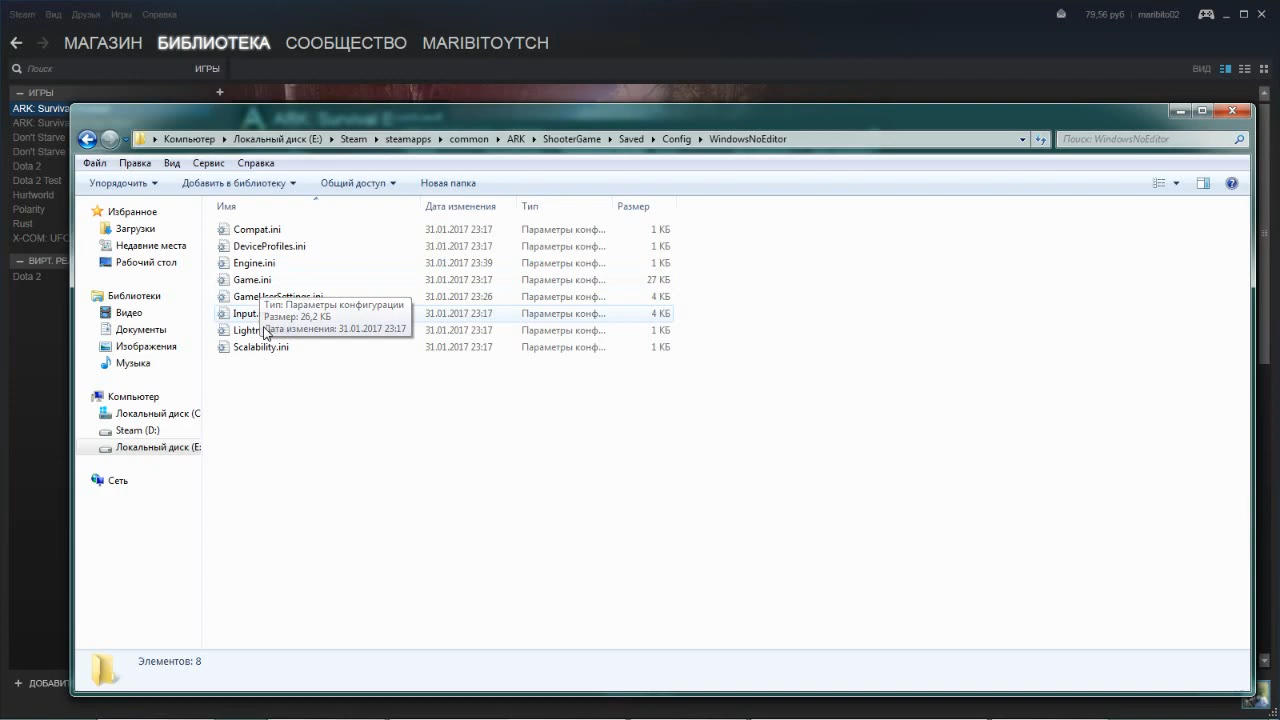 Steam Вид Друзья Игры Справка
79,56 руб maribito02
МАГАЗИН БИБЛИОТЕКА СООБЩЕСТВО MARIBITOYTCH
Поиск ИГРЫ ВИД
ИГРЫ
ARK: Surviva
ARK: Surviva
Don't Starve
Don't Starve
Dota 2
Dota 2 Test
Hurtworld
Polarity
Rust
X-COM: UFO
ВИРТ. РЕ
Dota 2
ДОБАВИТ
Компьютер Локальный диск (E:) Steam steamapps common ARK ShooterGame Saved Config WindowsNoEditor
Поиск: WindowsNoEditor
Файл Правка Вид Сервис Справка
Упорядочить Добавить в библиотеку Общий доступ Новая папка
Избранное
Загрузки
Недавние места
Рабочий стол
Библиотеки
Видео
Документы
Изображения
Музыка
Компьютер
Локальный диск (C
Steam (D:)
Локальный диск (E:
Сеть
Имя Дата изменения Тип Размер
Compat.ini 31.01.2017 23:17 Параметры конф... 1 КБ
DeviceProfiles.ini 31.01.2017 23:17 Параметры конф... 1 КБ
Engine.ini 31.01.2017 23:39 Параметры конф... 1 КБ
Game.ini 31.01.2017 23:17 Параметры конф... 27 КБ
GameUserSettings.ini 31.01.2017 23:26 Параметры конф... 4 КБ
Input. 31.01.2017 23:17 Параметры конф... 4 КБ
Lightm 31.01.2017 23:17 Параметры конф... 1 КБ
Scalability.ini 31.01.2017 23:17 Параметры конф... 1 КБ
Тип: Параметры конфигурации
Размер: 26,2 КБ
Дата изменения: 31.01.2017 23:17
Элементов: 8